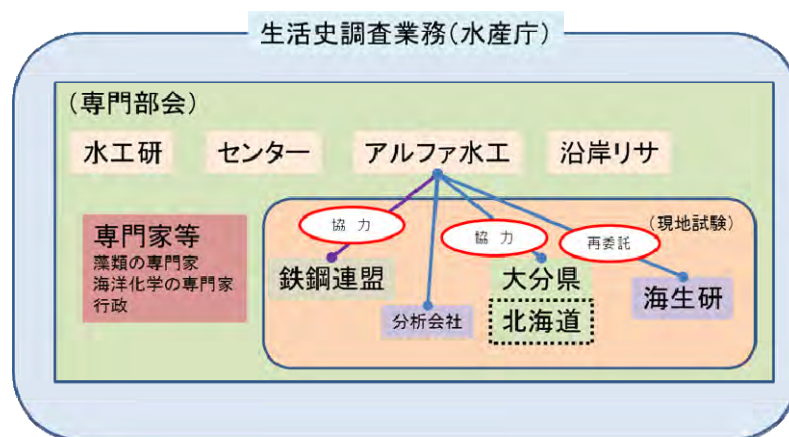 生活史調査業務(水産庁)
(専門部会)
水工研
センター
アルファ水工
沿岸リサ
専門家等
藻類の専門家
海洋化学の専門家
行政
(現地試験)
協 力
協 力
再委託
鉄鋼連盟
分析会社
大分県
北海道
海生研